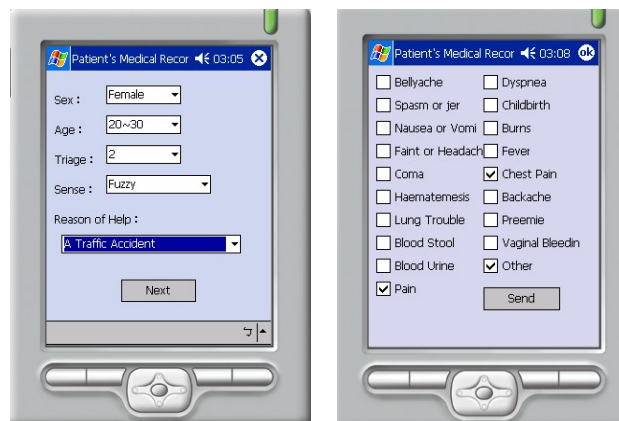 Patient's Medical Recor 03:05
Sex :
Female
Age :
20~30
Triage :
2
Sense :
Fuzzy
Reason of Help :
A Traffic Accident
Next
ㄅ
Patient's Medical Recor 03:08 ok
Bellyache
Dyspnea
Spasm or jer
Childbirth
Nausea or Vomi
Burns
Faint or Headach
Fever
Coma
Chest Pain
Haematemesis
Backache
Lung Trouble
Preemie
Blood Stool
Vaginal Bleedin
Blood Urine
Other
Pain
Send